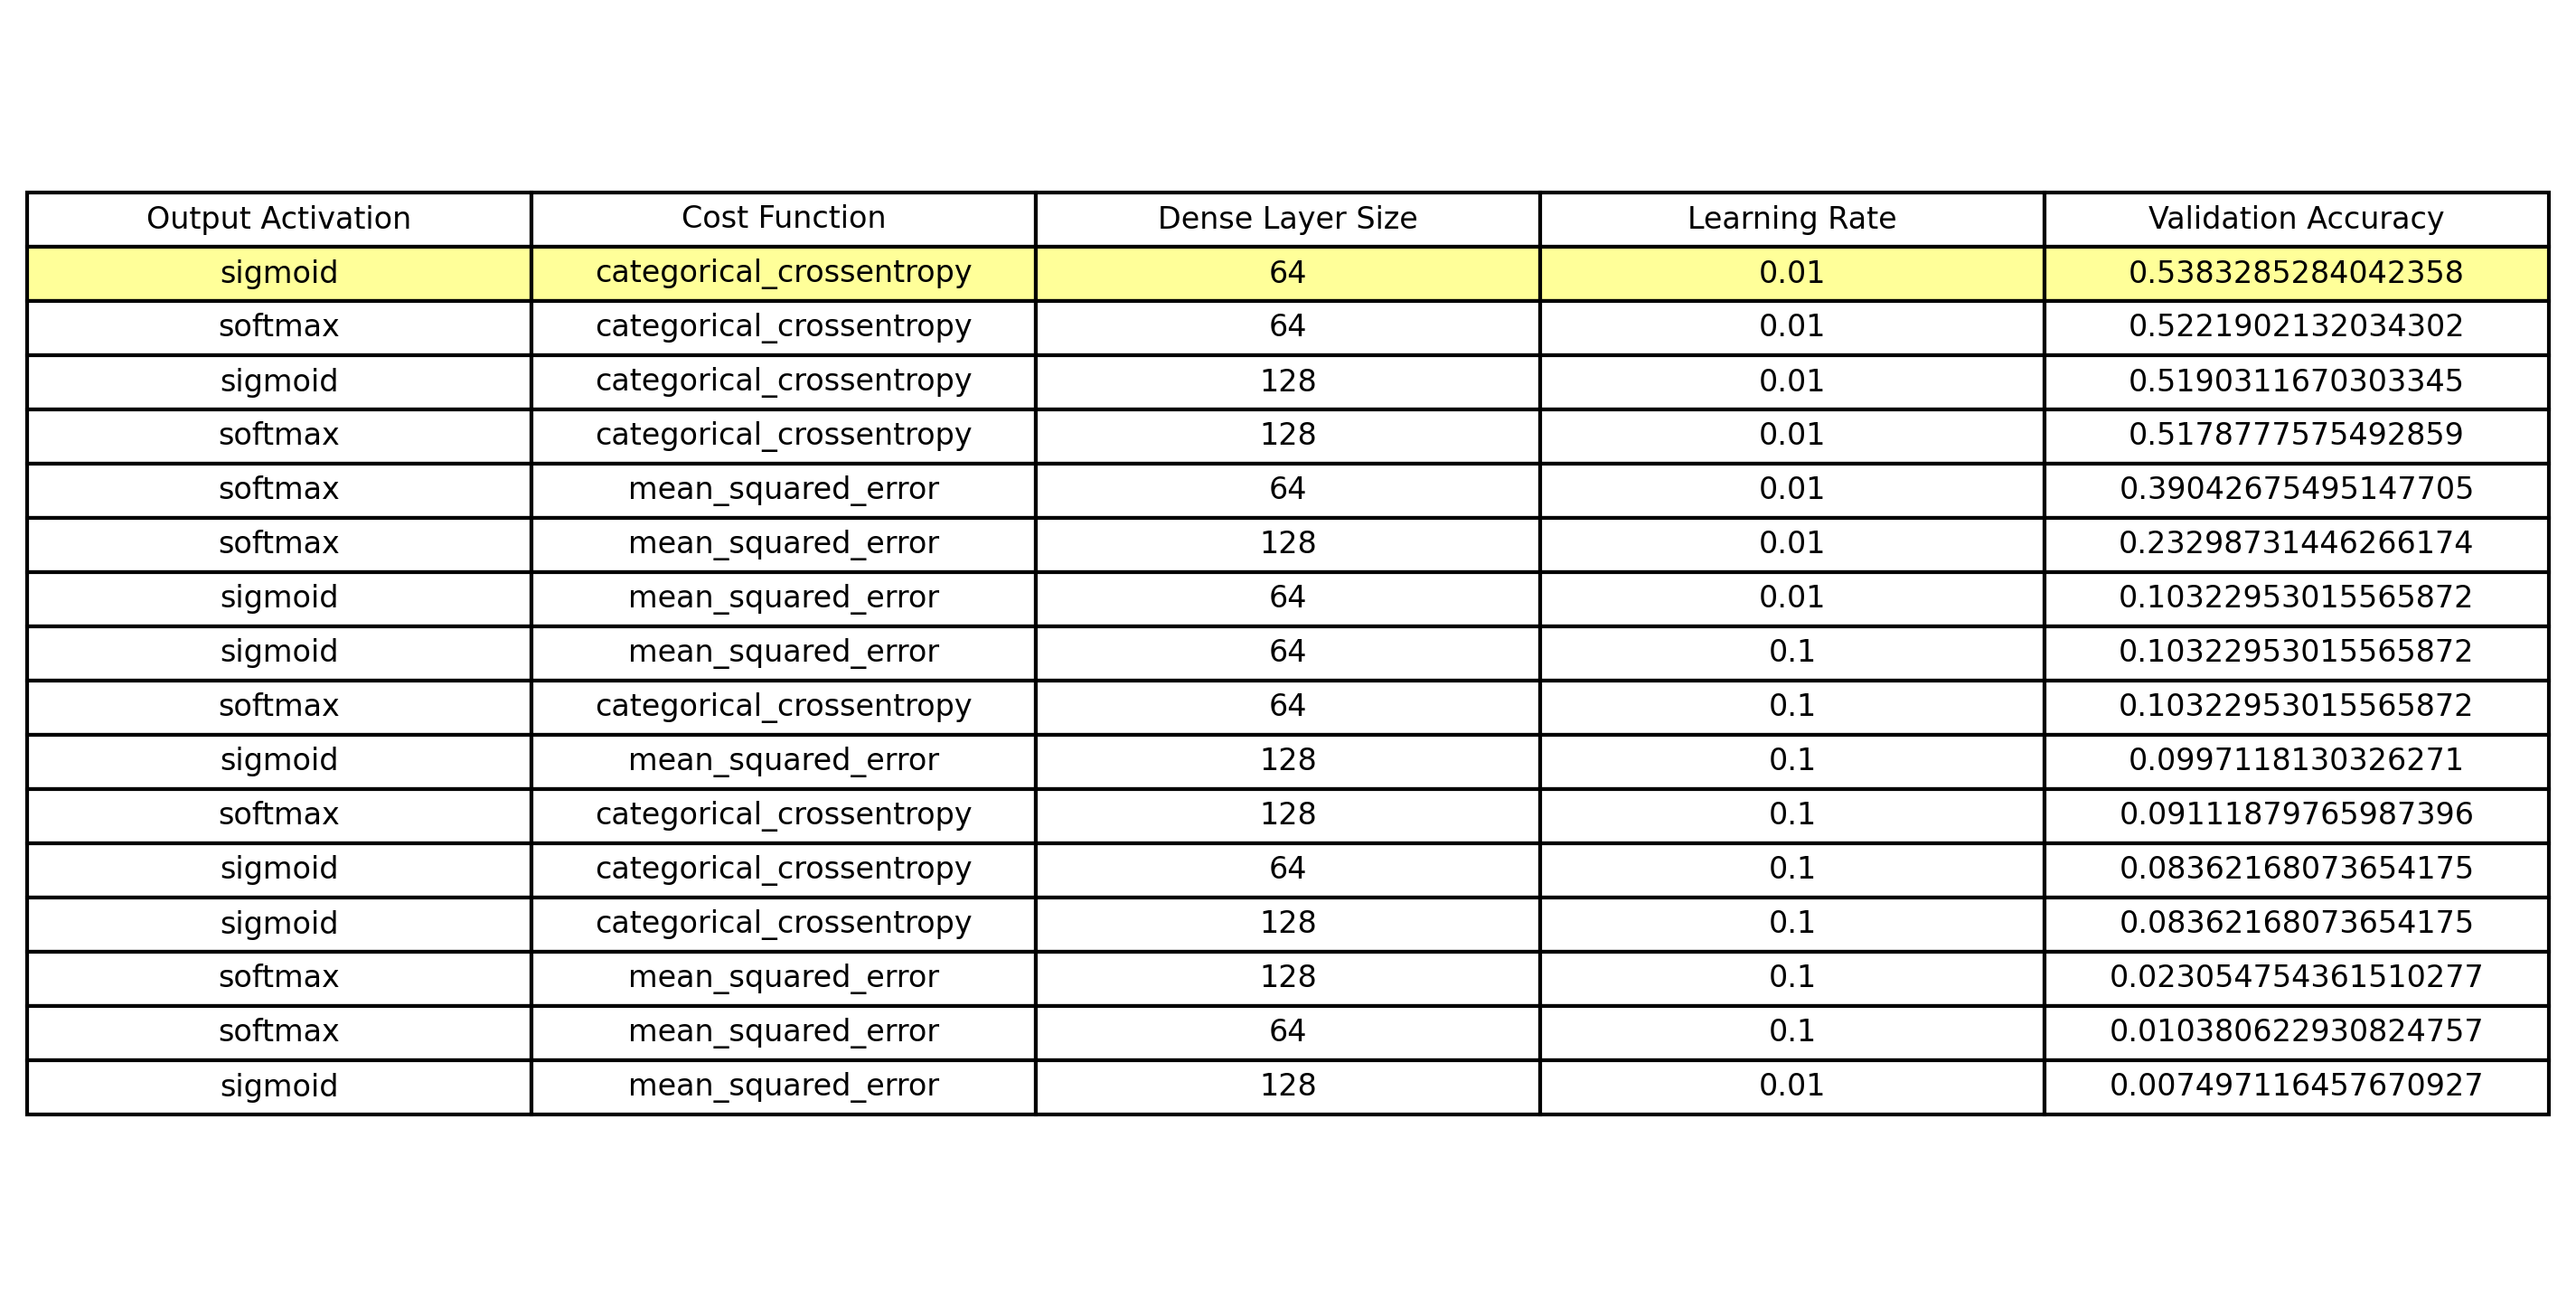 Output Activation Cost Function Dense Layer Size Learning Rate Validation Accuracy
sigmoid categorical_crossentropy 64 0.01 0.5383285284042358
softmax categorical_crossentropy 64 0.01 0.5221902132034302
sigmoid categorical_crossentropy 128 0.01 0.5190311670303345
softmax categorical_crossentropy 128 0.01 0.5178777575492859
softmax mean_squared_error 64 0.01 0.39042675495147705
softmax mean_squared_error 128 0.01 0.23298731446266174
sigmoid mean_squared_error 64 0.01 0.10322953015565872
sigmoid mean_squared_error 64 0.1 0.10322953015565872
softmax categorical_crossentropy 64 0.1 0.10322953015565872
sigmoid mean_squared_error 128 0.1 0.0997118130326271
softmax categorical_crossentropy 128 0.1 0.09111879765987396
sigmoid categorical_crossentropy 64 0.1 0.08362168073654175
sigmoid categorical_crossentropy 128 0.1 0.08362168073654175
softmax mean_squared_error 128 0.1 0.023054754361510277
softmax mean_squared_error 64 0.1 0.010380622930824757
sigmoid mean_squared_error 128 0.01 0.007497116457670927